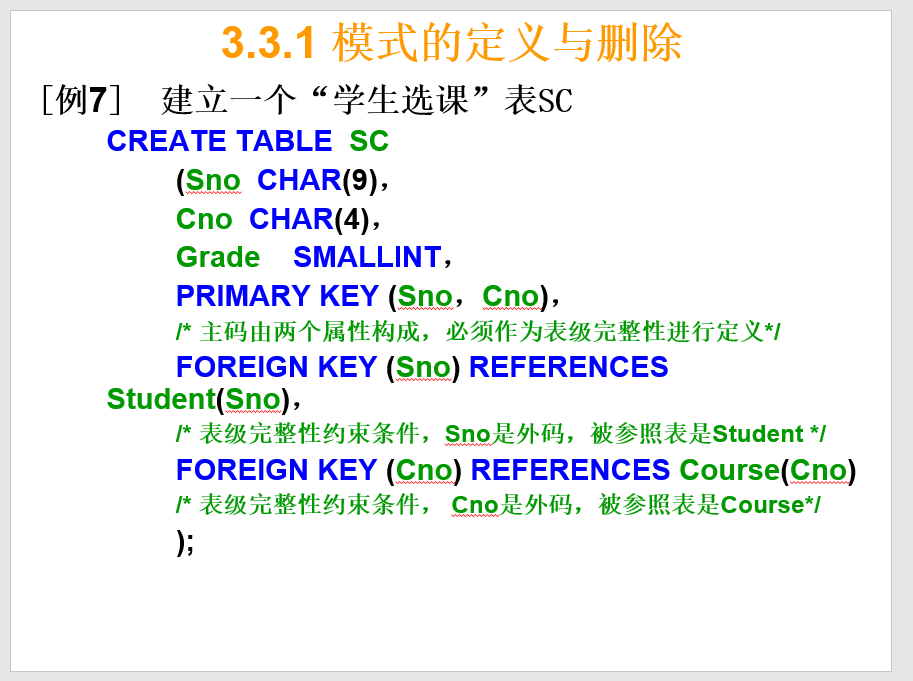 3.3.1 模式的定义与删除
[例7] 建立一个“学生选课”表SC
CREATE TABLE SC
(Sno CHAR(9)，
Cno CHAR(4)，
Grade SMALLINT，
PRIMARY KEY (Sno，Cno)，
/* 主码由两个属性构成，必须作为表级完整性进行定义*/
FOREIGN KEY (Sno) REFERENCES
Student(Sno)，
/* 表级完整性约束条件，Sno是外码，被参照表是Student */
FOREIGN KEY (Cno) REFERENCES Course(Cno)
/* 表级完整性约束条件， Cno是外码，被参照表是Course*/
);